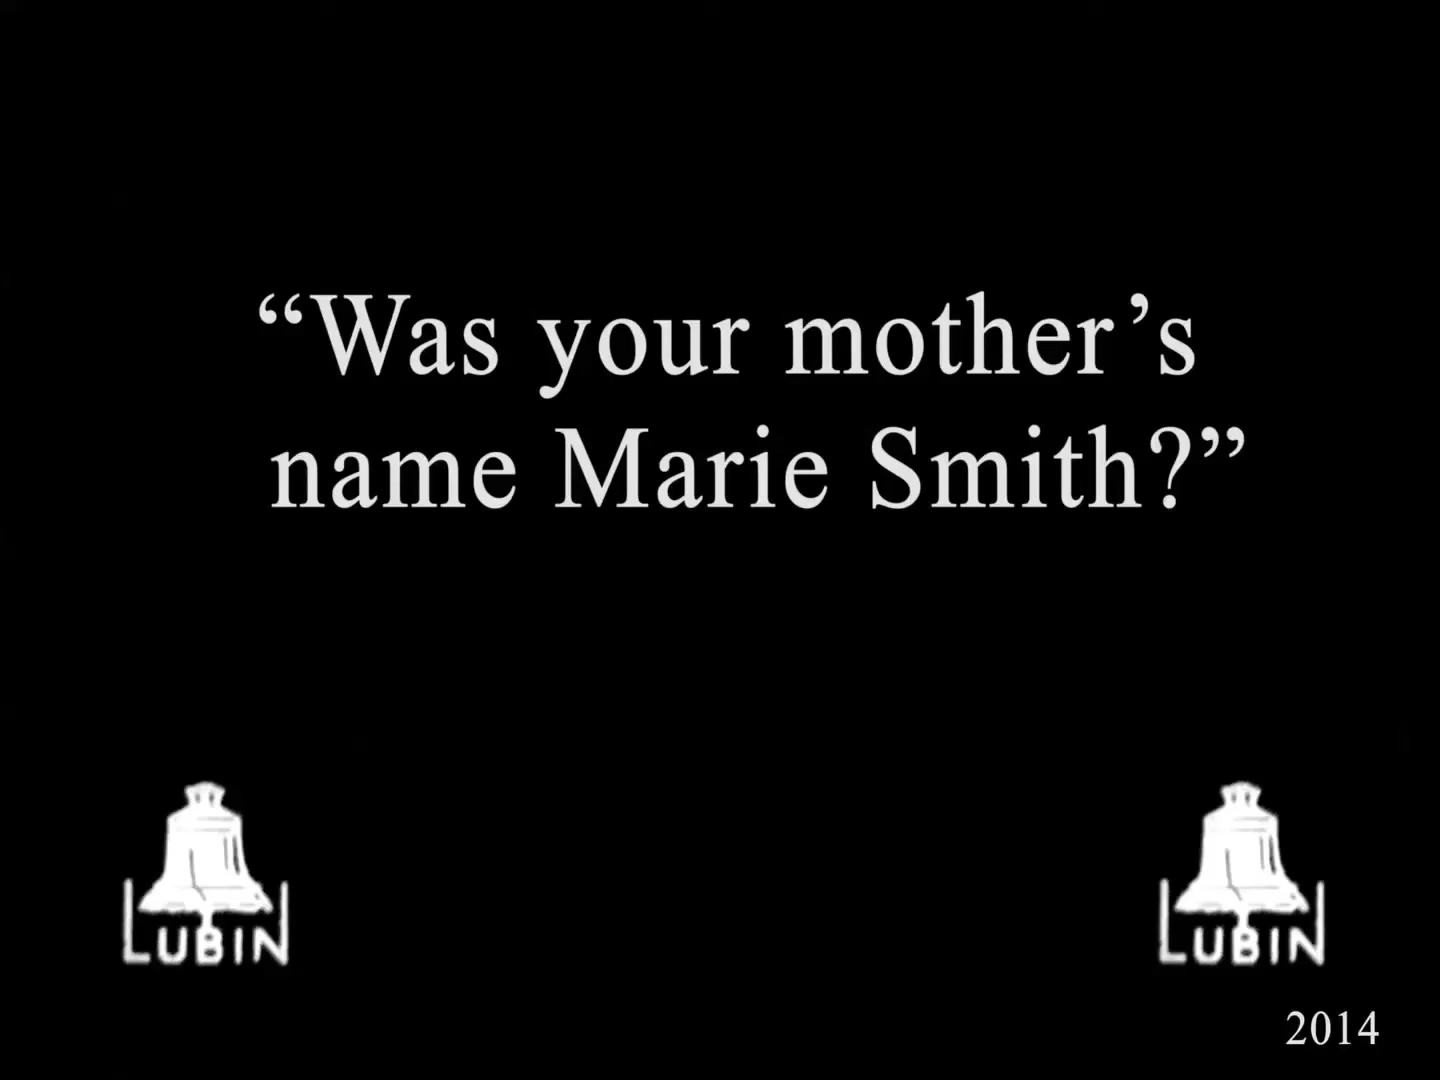 “Was your mother’s
name Marie Smith?”
LUBIN
LUBIN
2014